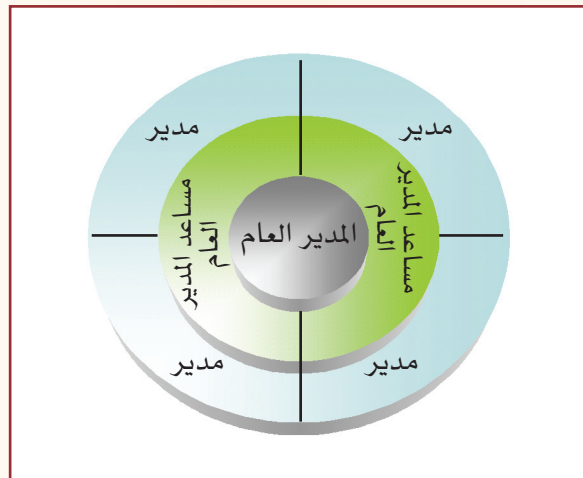 مدير
مدير
مساعد المدير
العام
المدير العام
مساعد المدير
العام
مدير
مدير